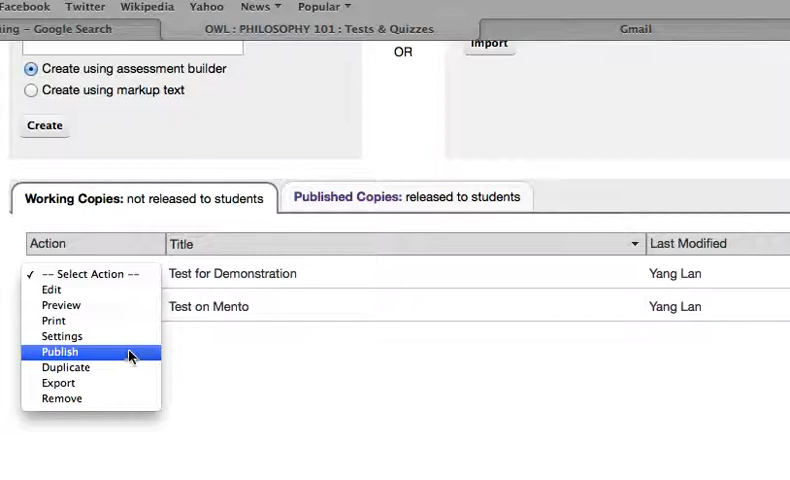 Facebook Twitter Wikipedia Yahoo News Popular
ning – Google Search OWL : PHILOSOPHY 101 : Tests & Quizzes Gmail
Import
OR
Create using assessment builder
Create using markup text
Create
Working Copies: not released to students Published Copies: released to students
Action Title Last Modified
-- Select Action -- Test for Demonstration Yang Lan
Edit
Preview Test on Mento Yang Lan
Print
Settings
Publish
Duplicate
Export
Remove